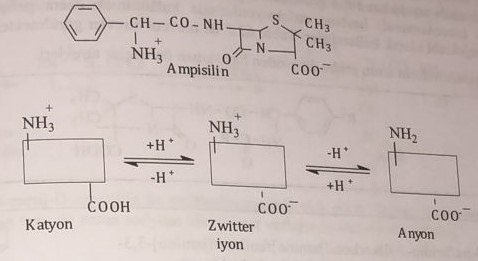 CH – CO – NH
S
CH₃
CH₃
+
NH₃
O
N
COO⁻
Ampisilin
+
NH₃
+H⁺
-H⁺
COOH
Katyon
+
NH₃
-H⁺
+H⁺
COO⁻
Zwitter
iyon
NH₂
COO⁻
Anyon